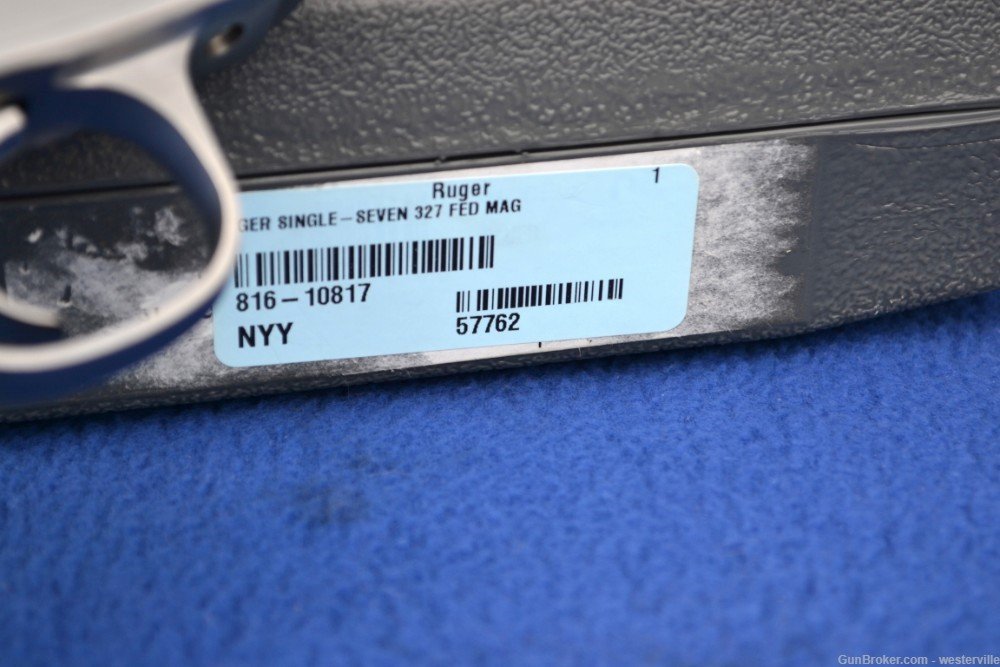 Ruger 1
GER SINGLE-SEVEN 327 FED MAG
816-10817
NYY
57762
GunBroker.com - westerville